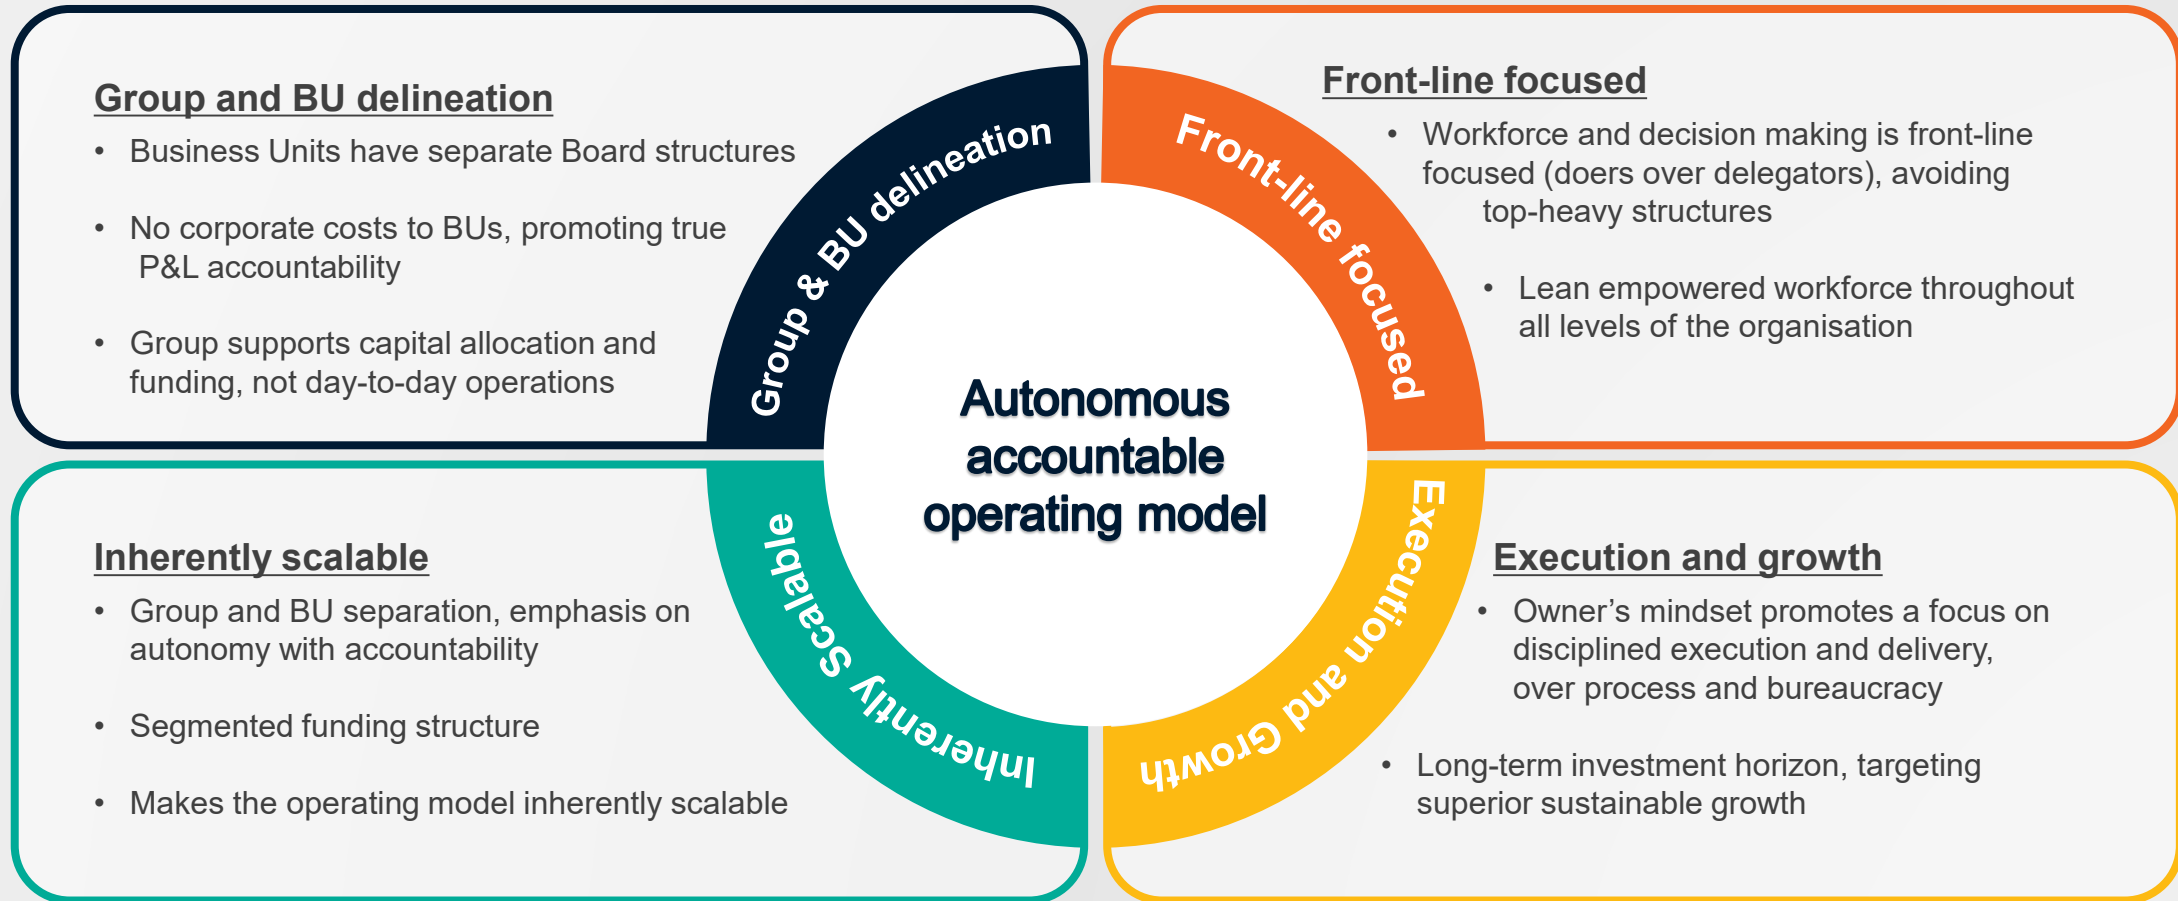 Group and BU delineation
• Business Units have separate Board structures
• No corporate costs to BUs, promoting true
P&L accountability
• Group supports capital allocation and
funding, not day-to-day operations
Front-line focused
• Workforce and decision making is front-line
focused (doers over delegators), avoiding
top-heavy structures
• Lean empowered workforce throughout
all levels of the organisation
Group & BU delineation
Front-line focused
Autonomous
accountable
operating model
Inherently Scalable
Execution and Growth
Inherently scalable
• Group and BU separation, emphasis on
autonomy with accountability
• Segmented funding structure
• Makes the operating model inherently scalable
Execution and growth
• Owner’s mindset promotes a focus on
disciplined execution and delivery,
over process and bureaucracy
• Long-term investment horizon, targeting
superior sustainable growth